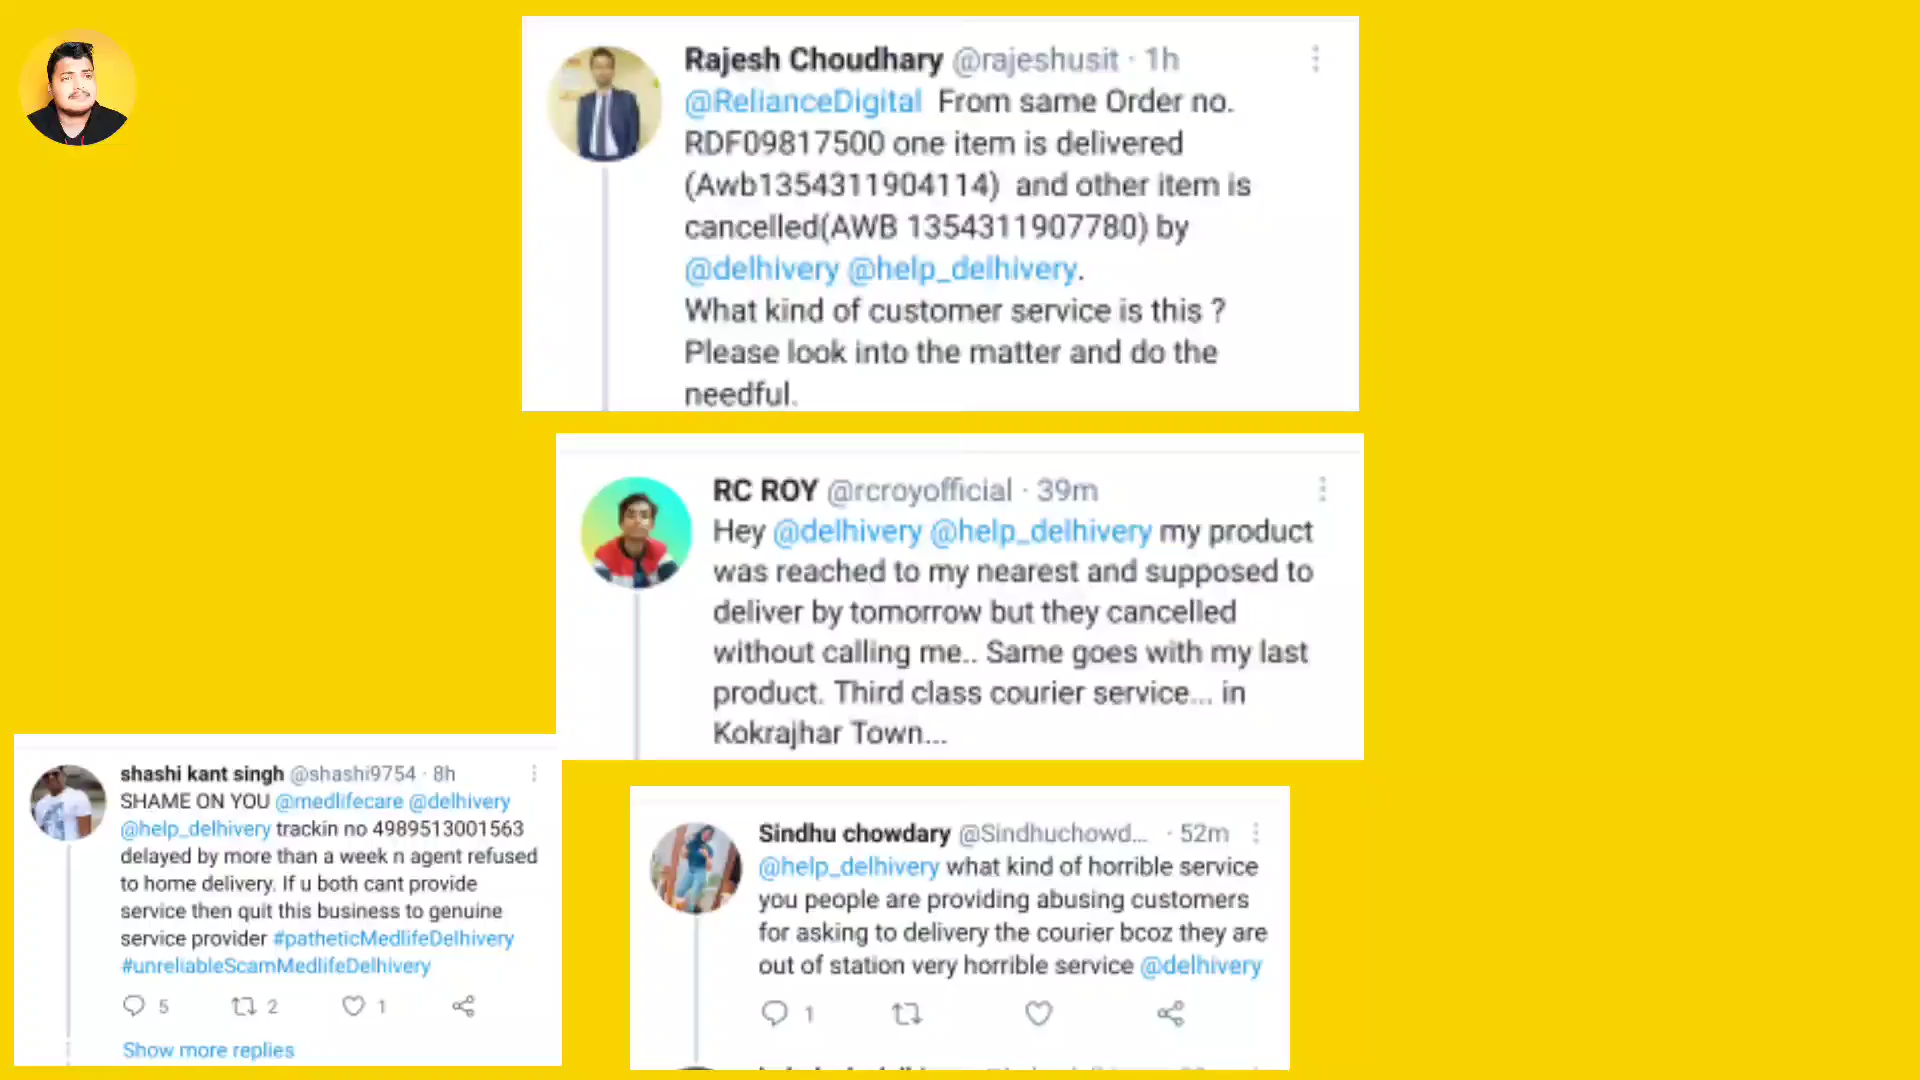 Rajesh Choudhary @rajeshusit · 1h
@RelianceDigital From same Order no.
RDF09817500 one item is delivered
(Awb1354311904114) and other item is
cancelled(AWB 1354311907780) by
@delhivery @help_delhivery.
What kind of customer service is this ?
Please look into the matter and do the
needful.
RC ROY @rcroyofficial · 39m
Hey @delhivery @help_delhivery my product
was reached to my nearest and supposed to
deliver by tomorrow but they cancelled
without calling me.. Same goes with my last
product. Third class courier service... in
Kokrajhar Town...
shashi kant singh @shashi9754 · 8h
SHAME ON YOU @medlifecare @delhivery
@help_delhivery trackin no 4989513001563
delayed by more than a week n agent refused
to home delivery. If u both cant provide
service then quit this business to genuine
service provider #patheticMedlifeDelhivery
#unreliableScamMedlifeDelhivery
5 2 1
Show more replies
Sindhu chowdary @Sindhuchowd... · 52m
@help_delhivery what kind of horrible service
you people are providing abusing customers
for asking to delivery the courier bcoz they are
out of station very horrible service @delhivery
1